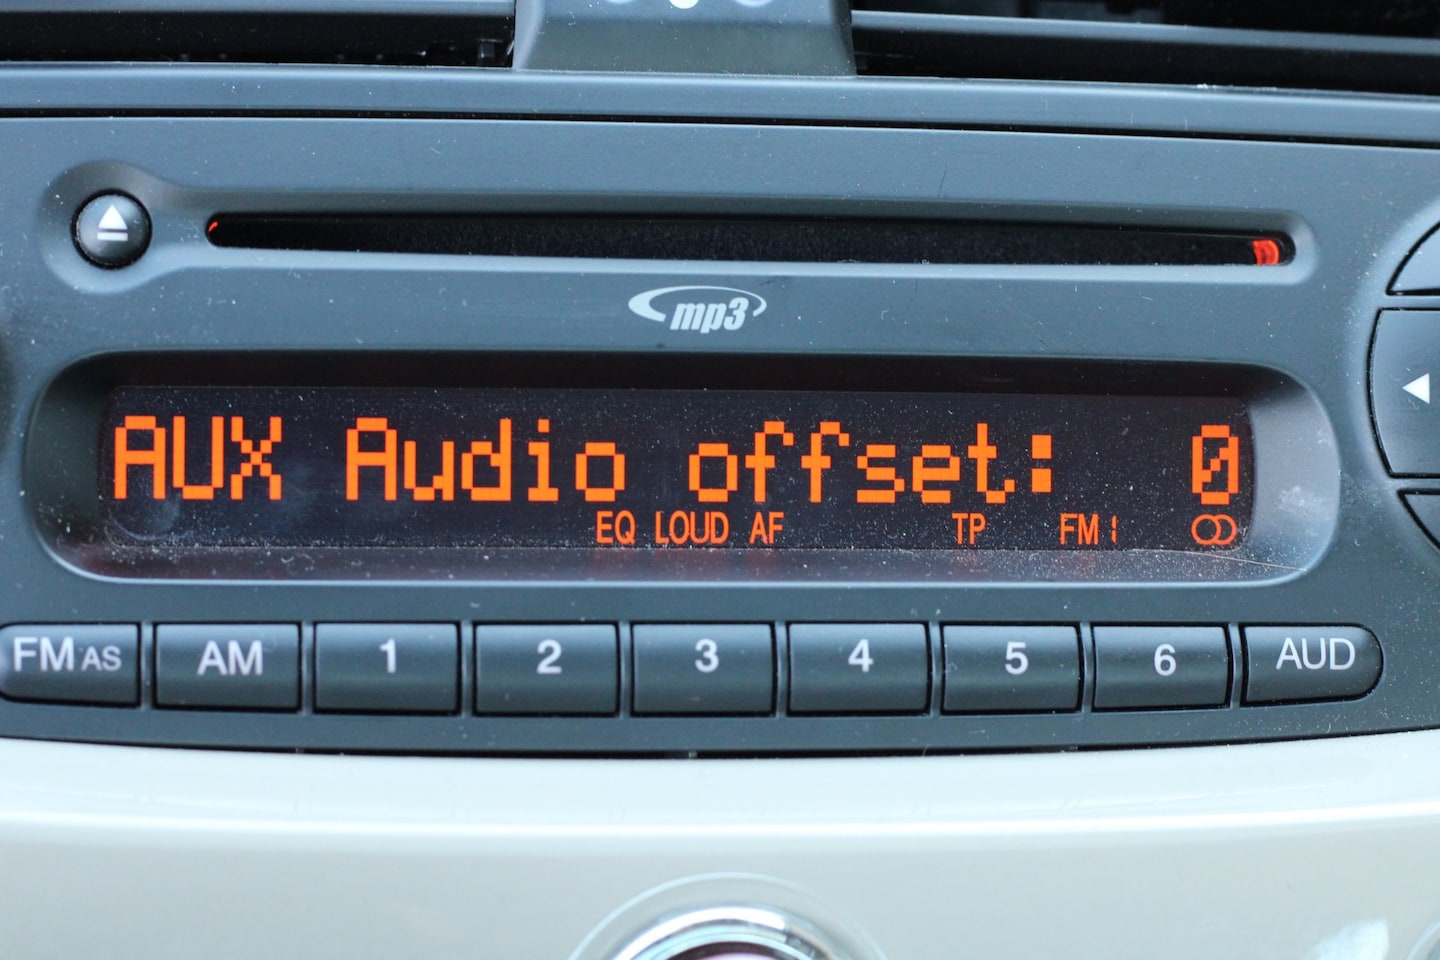 mp3
AUX Audio offset: 0
EQ LOUD AF TP FM1
FM AS AM 1 2 3 4 5 6 AUD